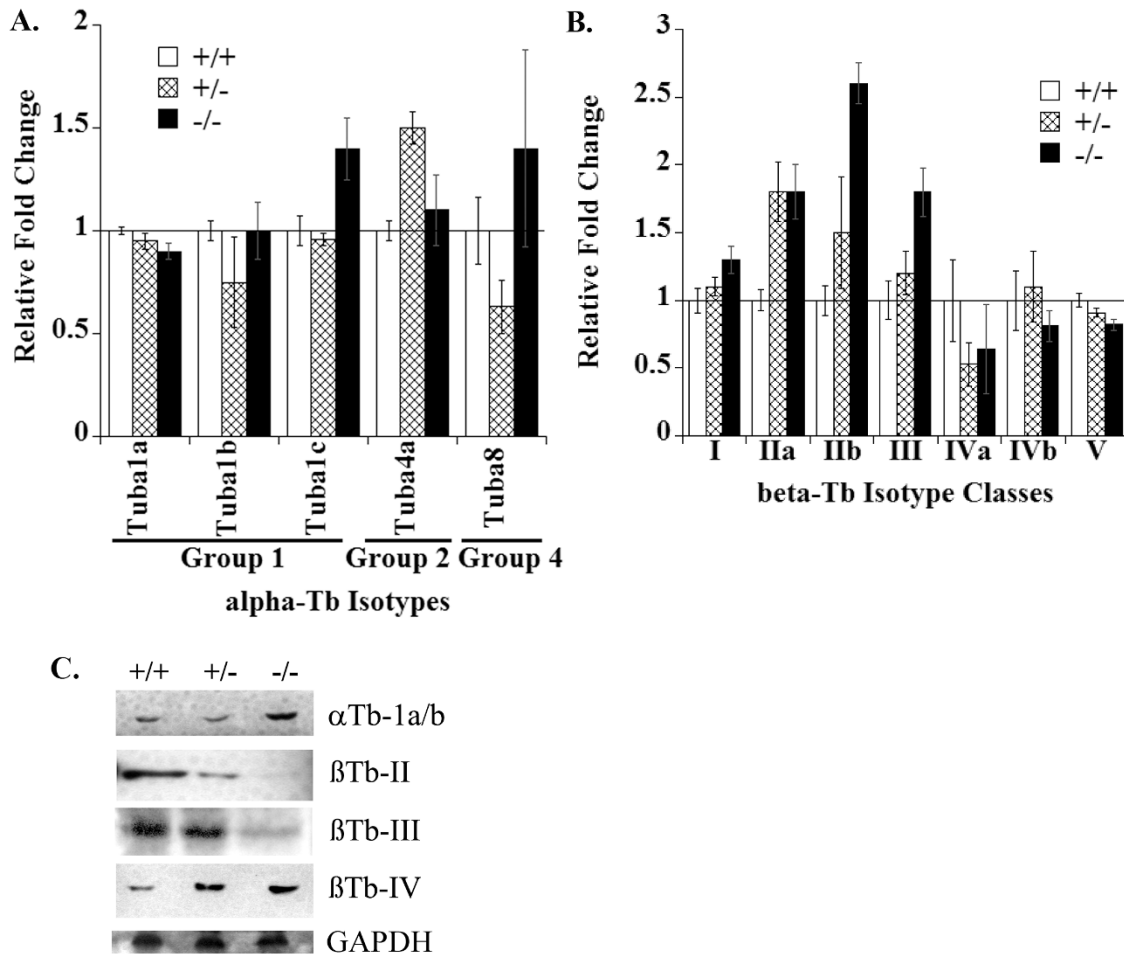 A.
Relative Fold Change
2
1.5
1
0.5
0
+/+
+/-
-/-
Tuba1a
Tuba1b
Tuba1c
Tuba4a
Tuba8
Group 1
Group 2
Group 4
alpha-Tb Isotypes
B.
Relative Fold Change
3
2.5
2
1.5
1
0.5
0
+/+
+/-
-/-
I IIa IIb III IVa IVb V
beta-Tb Isotype Classes
C.
+/+ +/- -/-
αTb-1a/b
ßTb-II
ßTb-III
ßTb-IV
GAPDH